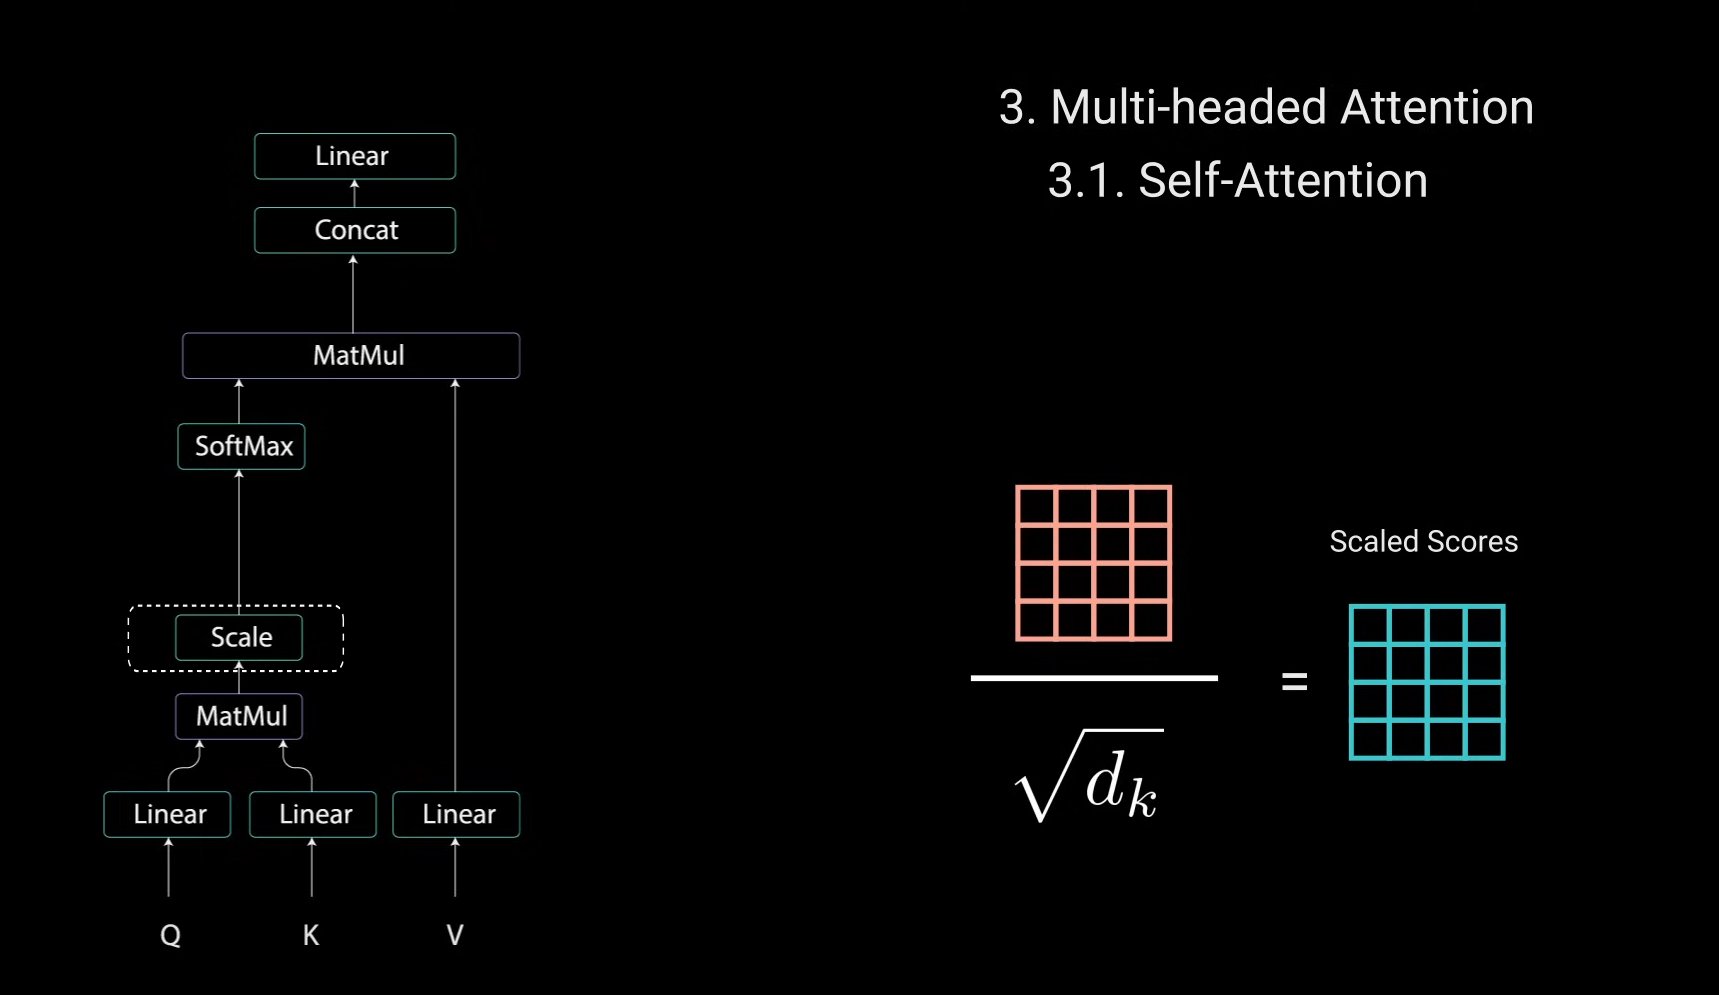 3. Multi-headed Attention
3.1. Self-Attention
Linear
Concat
MatMul
SoftMax
Scale
MatMul
Linear Linear Linear
Q K V
Scaled Scores
=
√dₖ